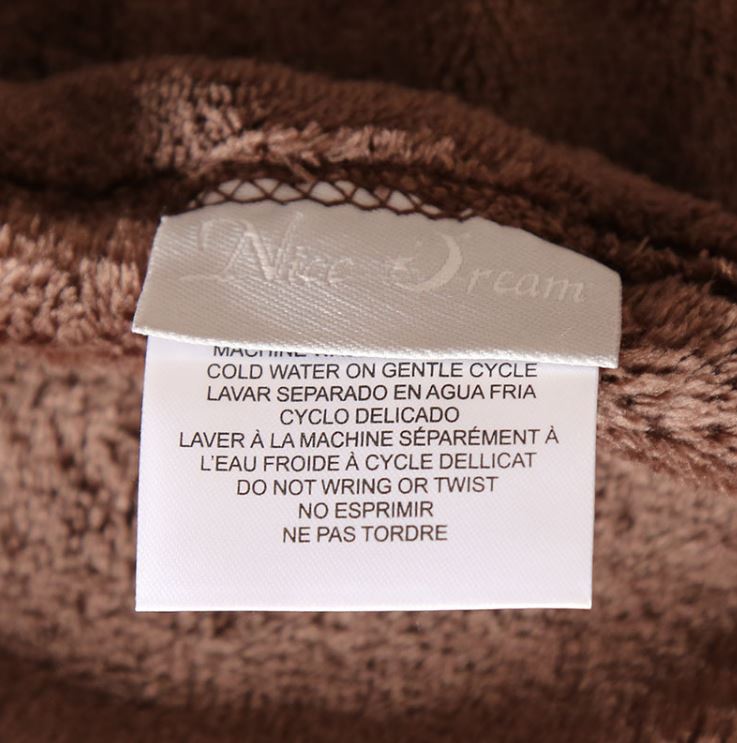 Nice Dream
MACHINE
COLD WATER ON GENTLE CYCLE
LAVAR SEPARADO EN AGUA FRIA
CYCLO DELICADO
LAVER À LA MACHINE SÉPARÉMENT À
L'EAU FROIDE À CYCLE DELLICAT
DO NOT WRING OR TWIST
NO ESPRIMIR
NE PAS TORDRE